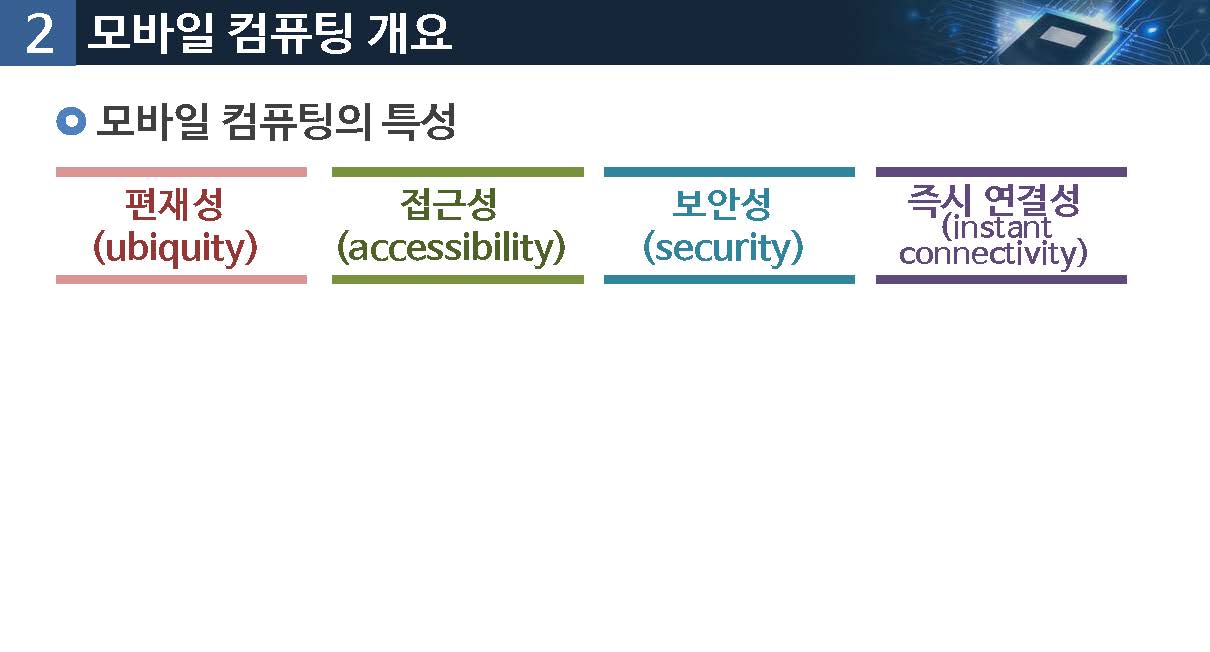 2 모바일 컴퓨팅 개요
모바일 컴퓨팅의 특성
편재성
(ubiquity)
접근성
(accessibility)
보안성
(security)
즉시 연결성
(instant
connectivity)